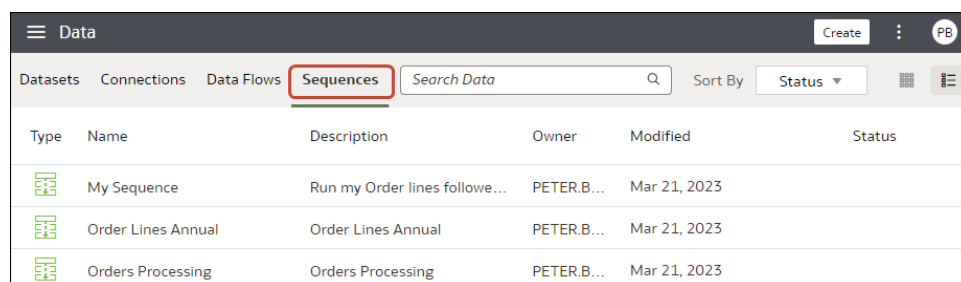 Data Create PB
Datasets Connections Data Flows Sequences Search Data Sort By Status
Type Name Description Owner Modified Status
My Sequence Run my Order lines followe... PETER.B... Mar 21, 2023
Order Lines Annual Order Lines Annual PETER.B... Mar 21, 2023
Orders Processing Orders Processing PETER.B... Mar 21, 2023